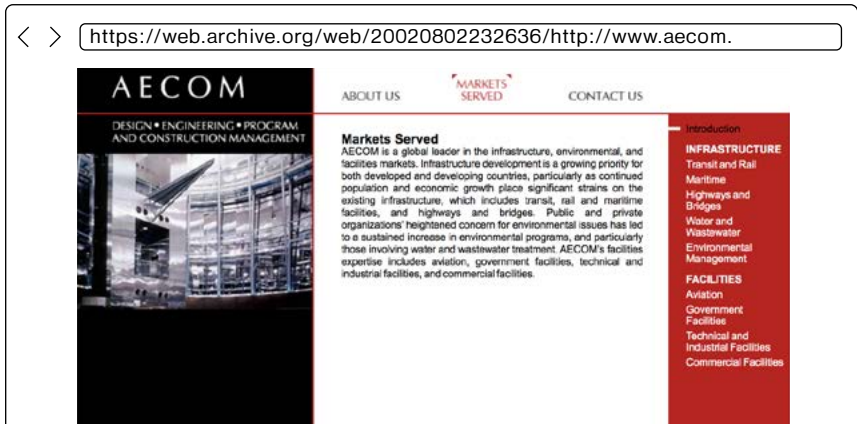 https://web.archive.org/web/20020802232636/http://www.aecom.
AECOM
ABOUT US
MARKETS
SERVED
CONTACT US
DESIGN • ENGINEERING • PROGRAM
AND CONSTRUCTION MANAGEMENT
Markets Served
AECOM is a global leader in the infrastructure, environmental, and
facilities markets. Infrastructure development is a growing priority for
both developed and developing countries, particularly as continued
population and economic growth place significant strains on the
existing infrastructure, which includes transit, rail and maritime
facilities, and highways and bridges. Public and private
organizations' heightened concern for environmental issues has led
to a sustained increase in environmental programs, and particularly
those involving water and wastewater treatment. AECOM's facilities
expertise includes aviation, government facilities, technical and
industrial facilities, and commercial facilities.
Introduction
INFRASTRUCTURE
Transit and Rail
Maritime
Highways and
Bridges
Water and
Wastewater
Environmental
Management
FACILITIES
Aviation
Government
Facilities
Technical and
Industrial Facilities
Commercial Facilities